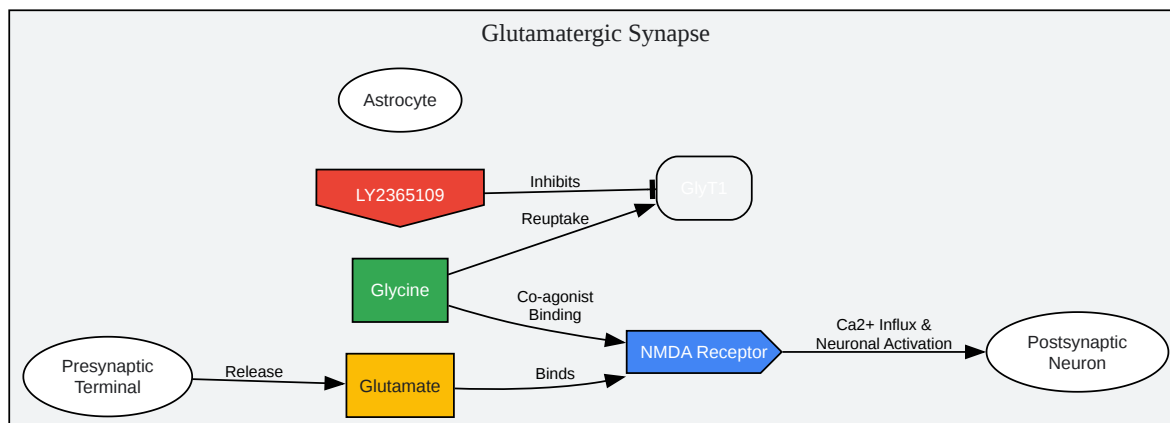 Glutamatergic Synapse
Astrocyte
LY2365109
Inhibits
GlyT1
Reuptake
Glycine
Co-agonist
Binding
Presynaptic
Terminal
Release
Glutamate
Binds
NMDA Receptor
Ca2+ Influx &
Neuronal Activation
Postsynaptic
Neuron